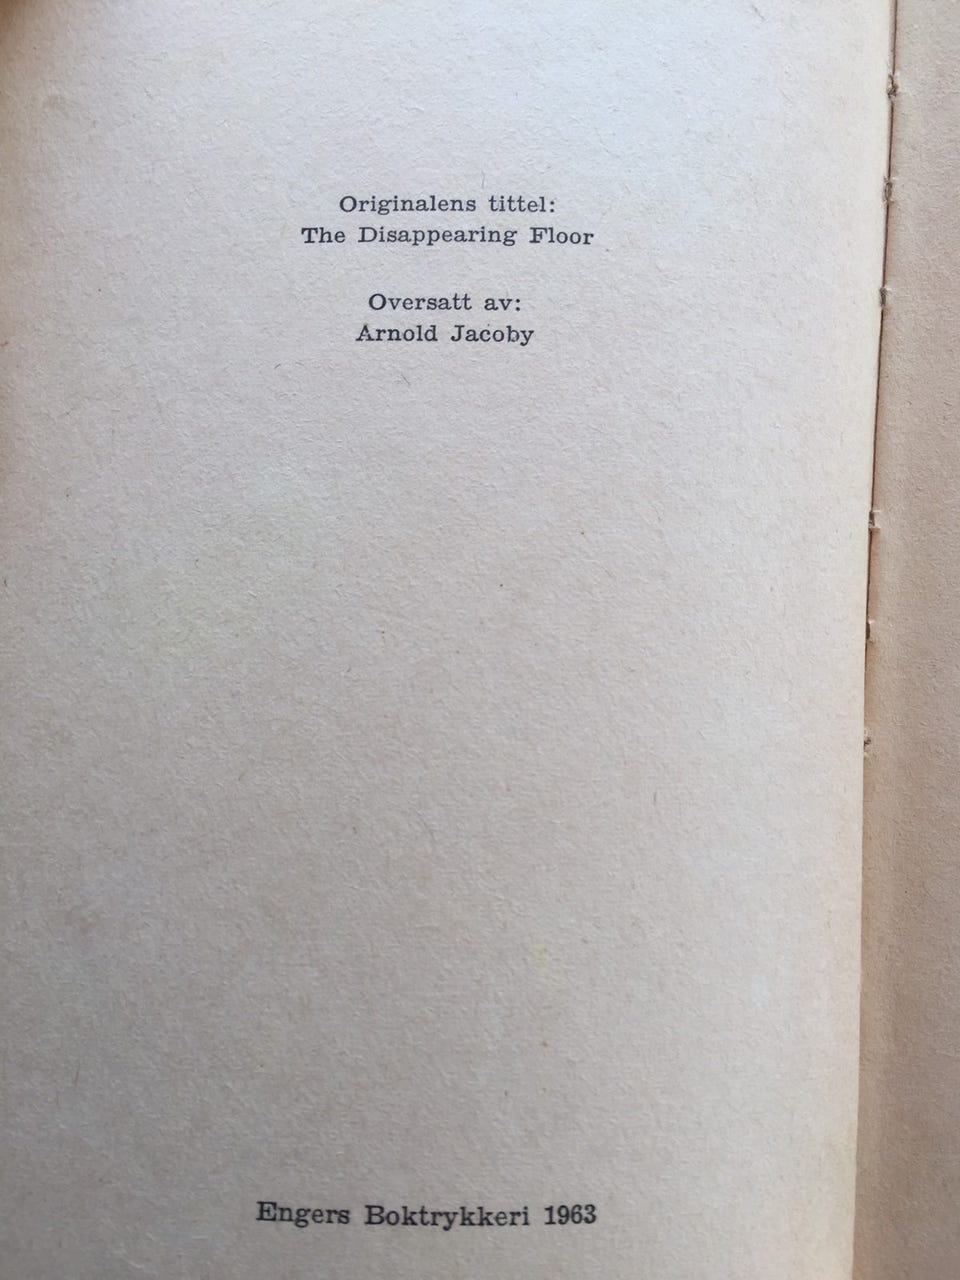 Originalens tittel:
The Disappearing Floor
Oversatt av:
Arnold Jacoby
Engers Boktrykkeri 1963